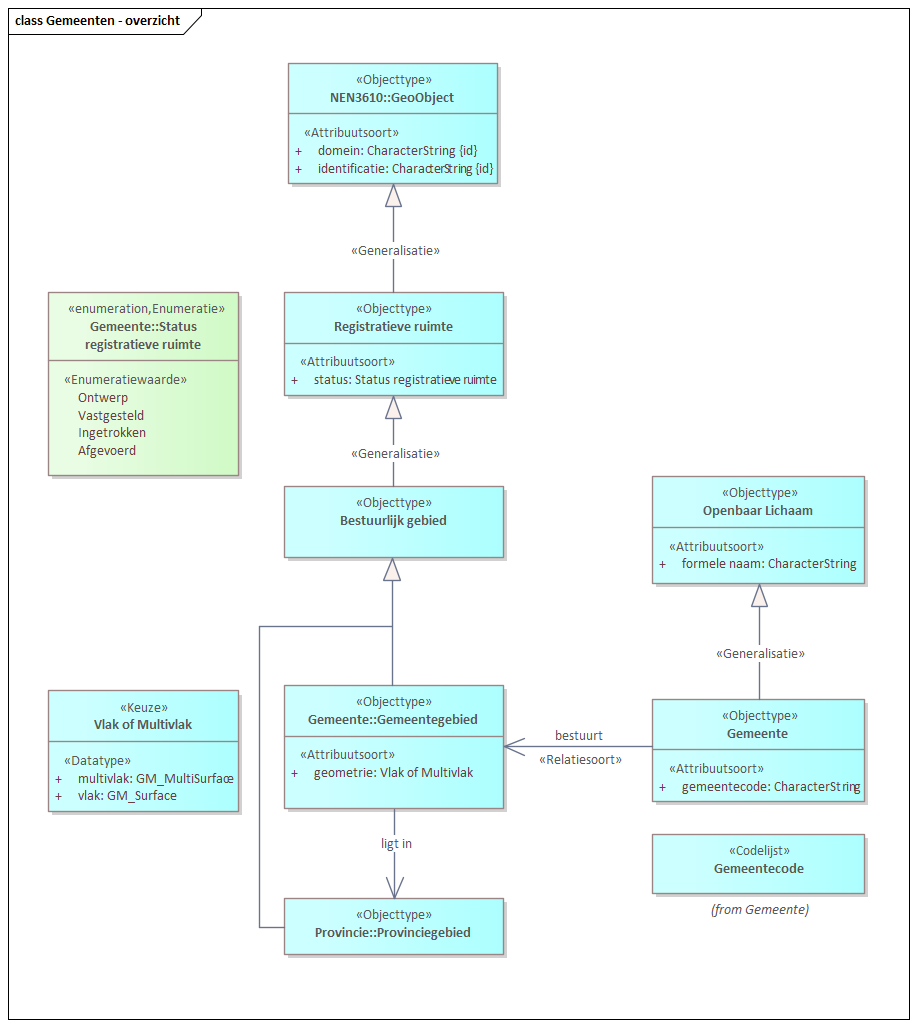 class Gemeenten - overzicht
«Objecttype»
NEN3610::GeoObject
«Attribuutsoort»
+ domein: CharacterString {id}
+ identificatie: CharacterString {id}
«Generalisatie»
«enumeration,Enumeratie»
Gemeente::Status
registratieve ruimte
«Enumeratiewaarde»
Ontwerp
Vastgesteld
Ingetrokken
Afgevoerd
«Objecttype»
Registratieve ruimte
«Attribuutsoort»
+ status: Status registratieve ruimte
«Generalisatie»
«Objecttype»
Bestuurlijk gebied
«Objecttype»
Openbaar Lichaam
«Attribuutsoort»
+ formele naam: CharacterString
«Generalisatie»
«Keuze»
Vlak of Multivlak
«Datatype»
+ multivlak: GM_MultiSurface
+ vlak: GM_Surface
«Objecttype»
Gemeente::Gemeentegebied
«Attribuutsoort»
+ geometrie: Vlak of Multivlak
bestuurt
«Relatiesoort»
«Objecttype»
Gemeente
«Attribuutsoort»
+ gemeentecode: CharacterString
ligt in
«Codelijst»
Gemeentecode
(from Gemeente)
«Objecttype»
Provincie::Provinciegebied